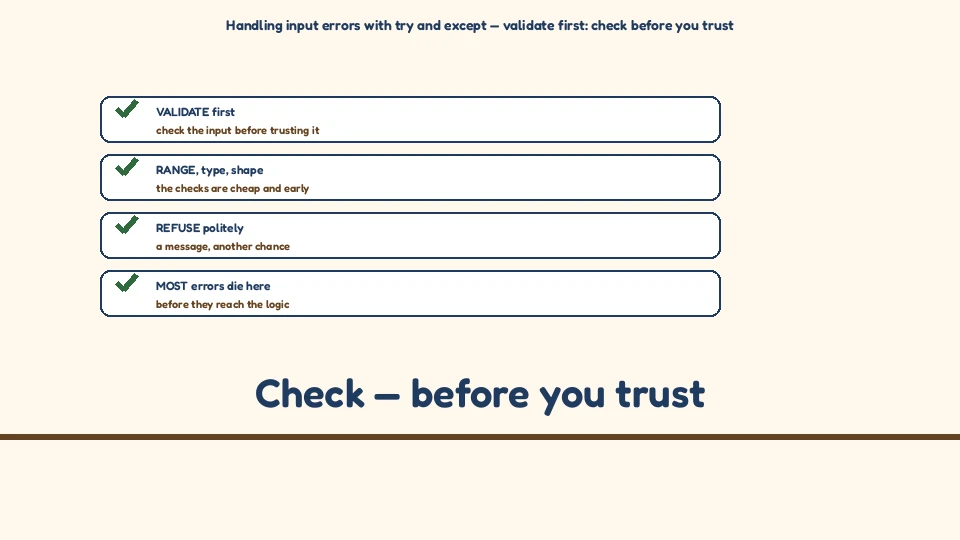 Handling input errors with try and except — validate first: check before you trust
VALIDATE first
check the input before trusting it
RANGE, type, shape
the checks are cheap and early
REFUSE politely
a message, another chance
MOST errors die here
before they reach the logic
Check — before you trust